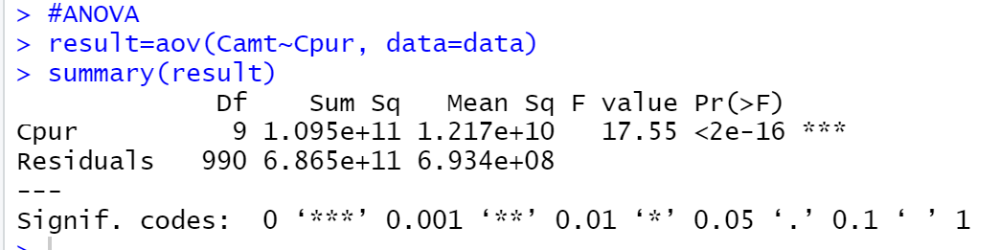 > #ANOVA
> result=aov(Camt~Cpur, data=data)
> summary(result)
             Df    Sum Sq   Mean Sq F value Pr(>F)
Cpur          9 1.095e+11 1.217e+10   17.55 <2e-16 ***
Residuals   990 6.865e+11 6.934e+08
---
Signif. codes:  0 ‘***’ 0.001 ‘**’ 0.01 ‘*’ 0.05 ‘.’ 0.1 ‘ ’ 1
>